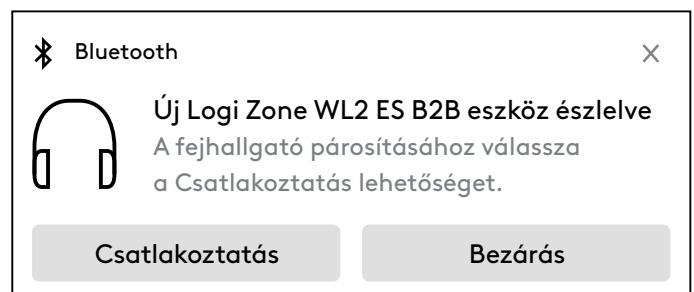 Bluetooth
Új Logi Zone WL2 ES B2B eszköz észlelve
A fejhallgató párosításához válassza
a Csatlakoztatás lehetőséget.
Csatlakoztatás Bezárás